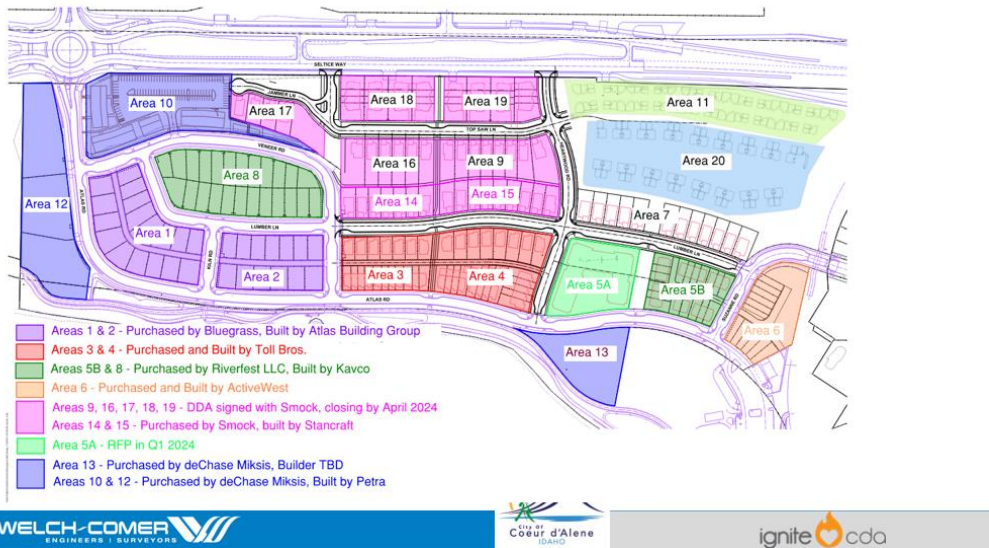 SELTICE WAY
Area 10
JAMMER LN
Area 17
Area 18
Area 19
Area 11
TOP SAW LN
VENEER RD
Area 16
Area 9
HEARTWOOD RD
Area 20
Area 8
Area 12
ATLAS RD
Area 14
Area 15
Area 7
Area 1
LUMBER LN
LUMBER LN
KILN RD
Area 2
Area 3
Area 4
Area 5A
Area 5B
SUZANNE RD
ATLAS RD
Area 6
Area 13
Areas 1 & 2 - Purchased by Bluegrass, Built by Atlas Building Group
Areas 3 & 4 - Purchased and Built by Toll Bros.
Areas 5B & 8 - Purchased by Riverfest LLC, Built by Kavco
Area 6 - Purchased and Built by ActiveWest
Areas 9, 16, 17, 18, 19 - DDA signed with Smock, closing by April 2024
Areas 14 & 15 - Purchased by Smock, built by Stancraft
Area 5A - RFP in Q1 2024
Area 13 - Purchased by deChase Miksis, Builder TBD
Areas 10 & 12 - Purchased by deChase Miksis, Built by Petra
WELCH-COMER
ENGINEERS | SURVEYORS
City of
Coeur d'Alene
IDAHO
ignite cda